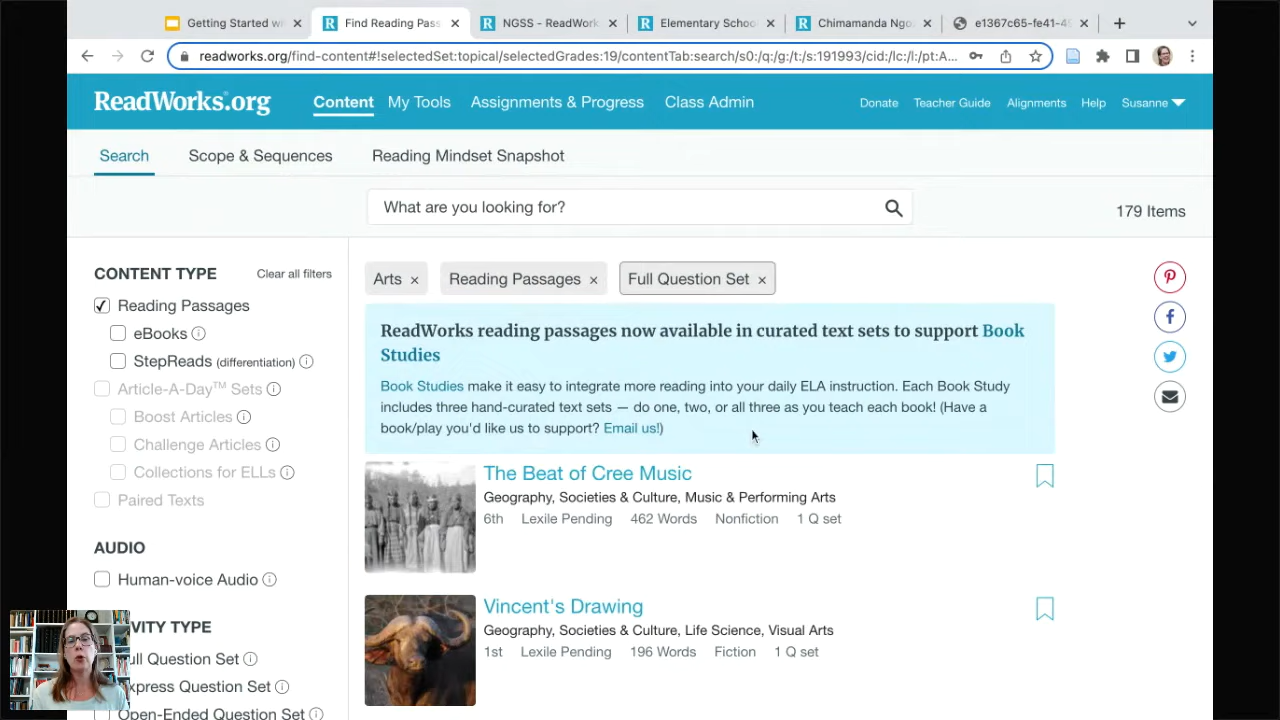 Getting Started wi
Find Reading Pass
NGSS - ReadWork
Elementary Schoo
Chimamanda Ngo
e1367c65-fe41-49
readworks.org/find-content#!selectedSet:topical/selectedGrades:19/contentTab:search/s0:/q:/g:/t:/s:191993/cid:/lc:/l:/pt:A...
ReadWorks.org
Content
My Tools
Assignments & Progress
Class Admin
Donate
Teacher Guide
Alignments
Help
Susanne
Search
Scope & Sequences
Reading Mindset Snapshot
What are you looking for?
179 Items
CONTENT TYPE
Clear all filters
Reading Passages
eBooks
StepReads (differentiation)
Article-A-Day™ Sets
Boost Articles
Challenge Articles
Collections for ELLs
Paired Texts
AUDIO
Human-voice Audio
VITY TYPE
ull Question Set
xpress Question Set
Open-Ended Question Set
Arts ×
Reading Passages ×
Full Question Set ×
ReadWorks reading passages now available in curated text sets to support Book
Studies
Book Studies make it easy to integrate more reading into your daily ELA instruction. Each Book Study
includes three hand-curated text sets — do one, two, or all three as you teach each book! (Have a
book/play you'd like us to support? Email us!)
The Beat of Cree Music
Geography, Societies & Culture, Music & Performing Arts
6th Lexile Pending 462 Words Nonfiction 1 Q set
Vincent's Drawing
Geography, Societies & Culture, Life Science, Visual Arts
1st Lexile Pending 196 Words Fiction 1 Q set